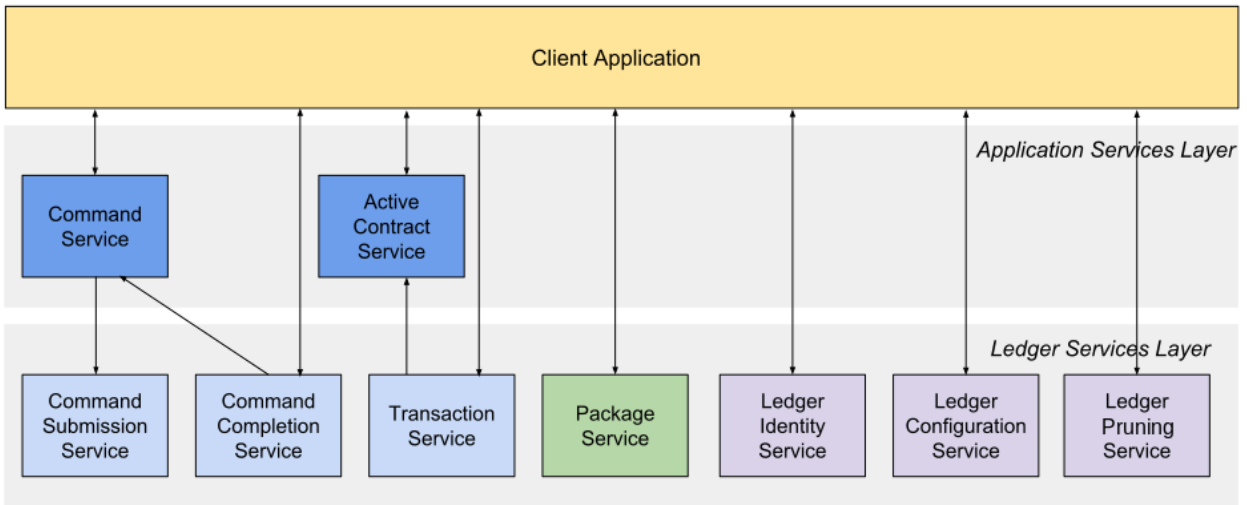 Client Application
Application Services Layer
Command
Service
Active
Contract
Service
Ledger Services Layer
Command
Submission
Service
Command
Completion
Service
Transaction
Service
Package
Service
Ledger
Identity
Service
Ledger
Configuration
Service
Ledger
Pruning
Service